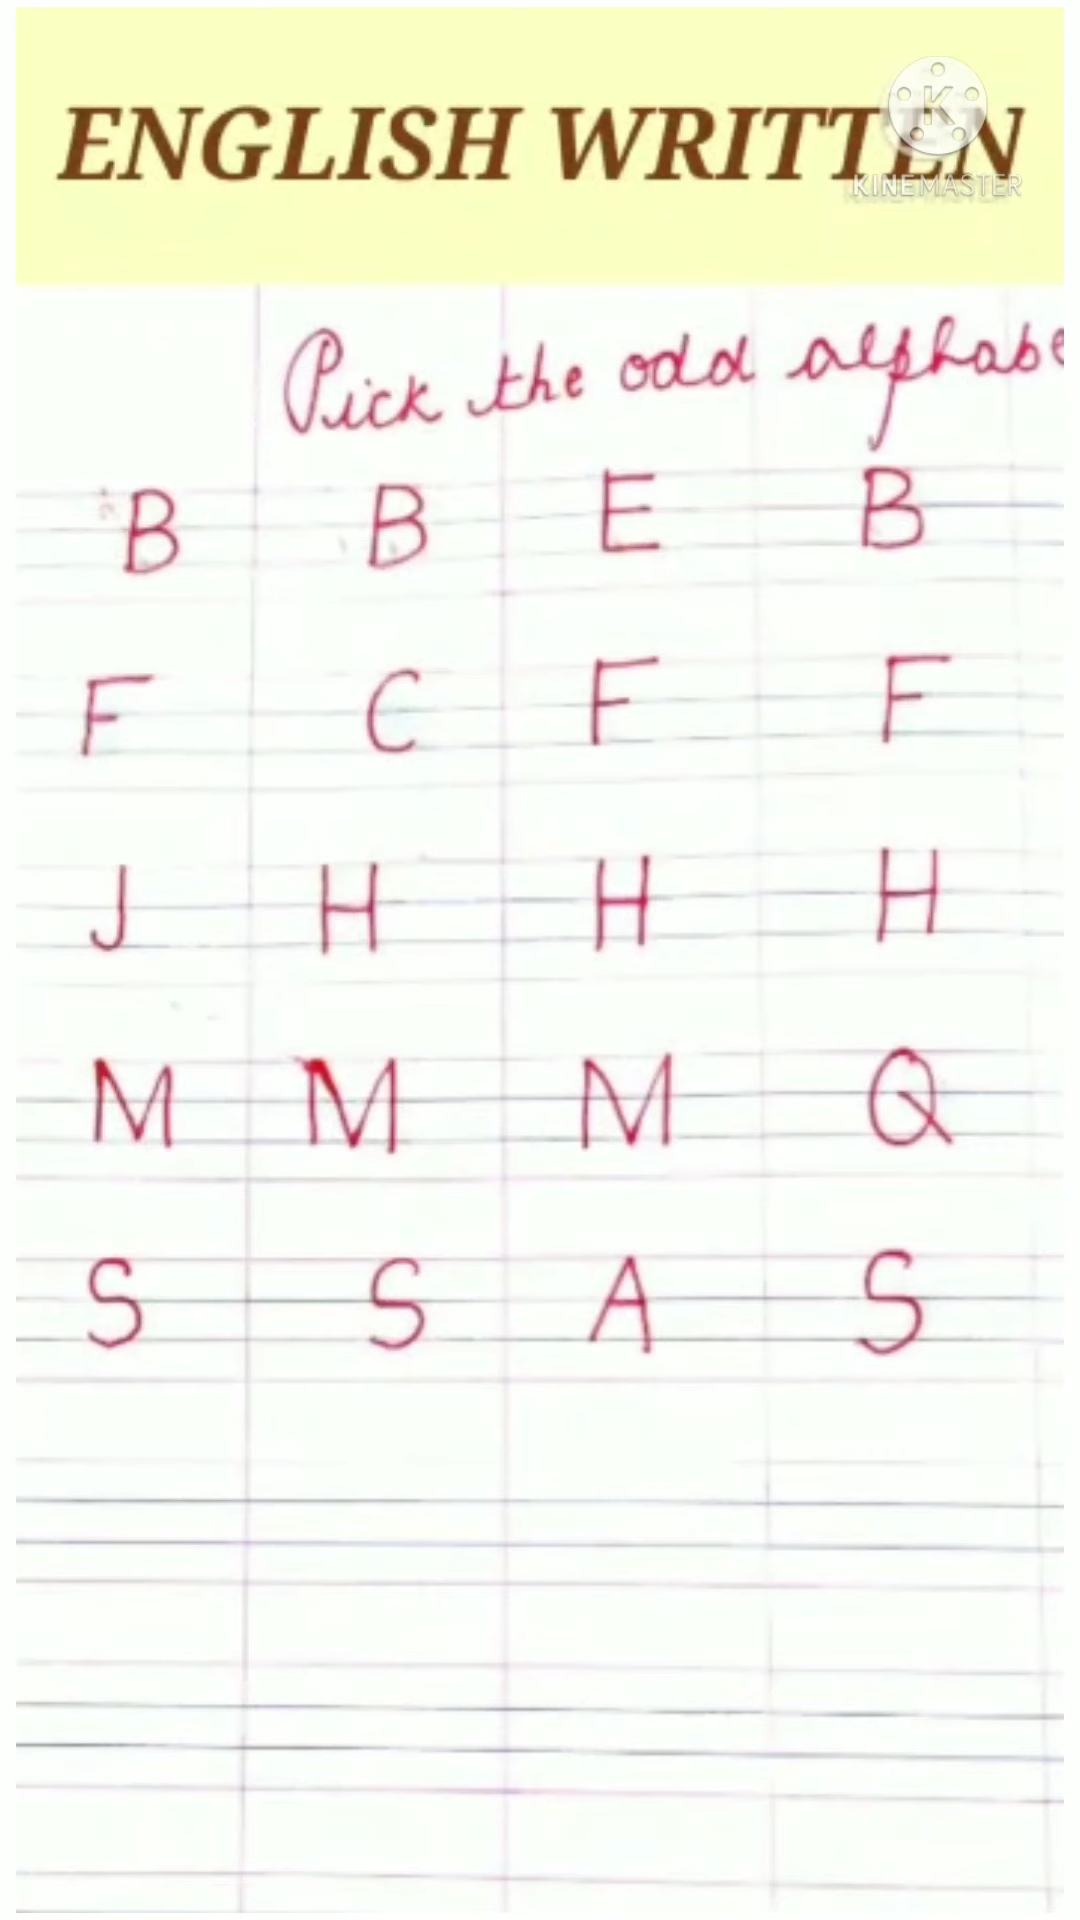 ENGLISH WRITTEN
KINEMASTER
Pick the odd alphabe
B B E B
F C F F
J H H H
M M M Q
S S A S